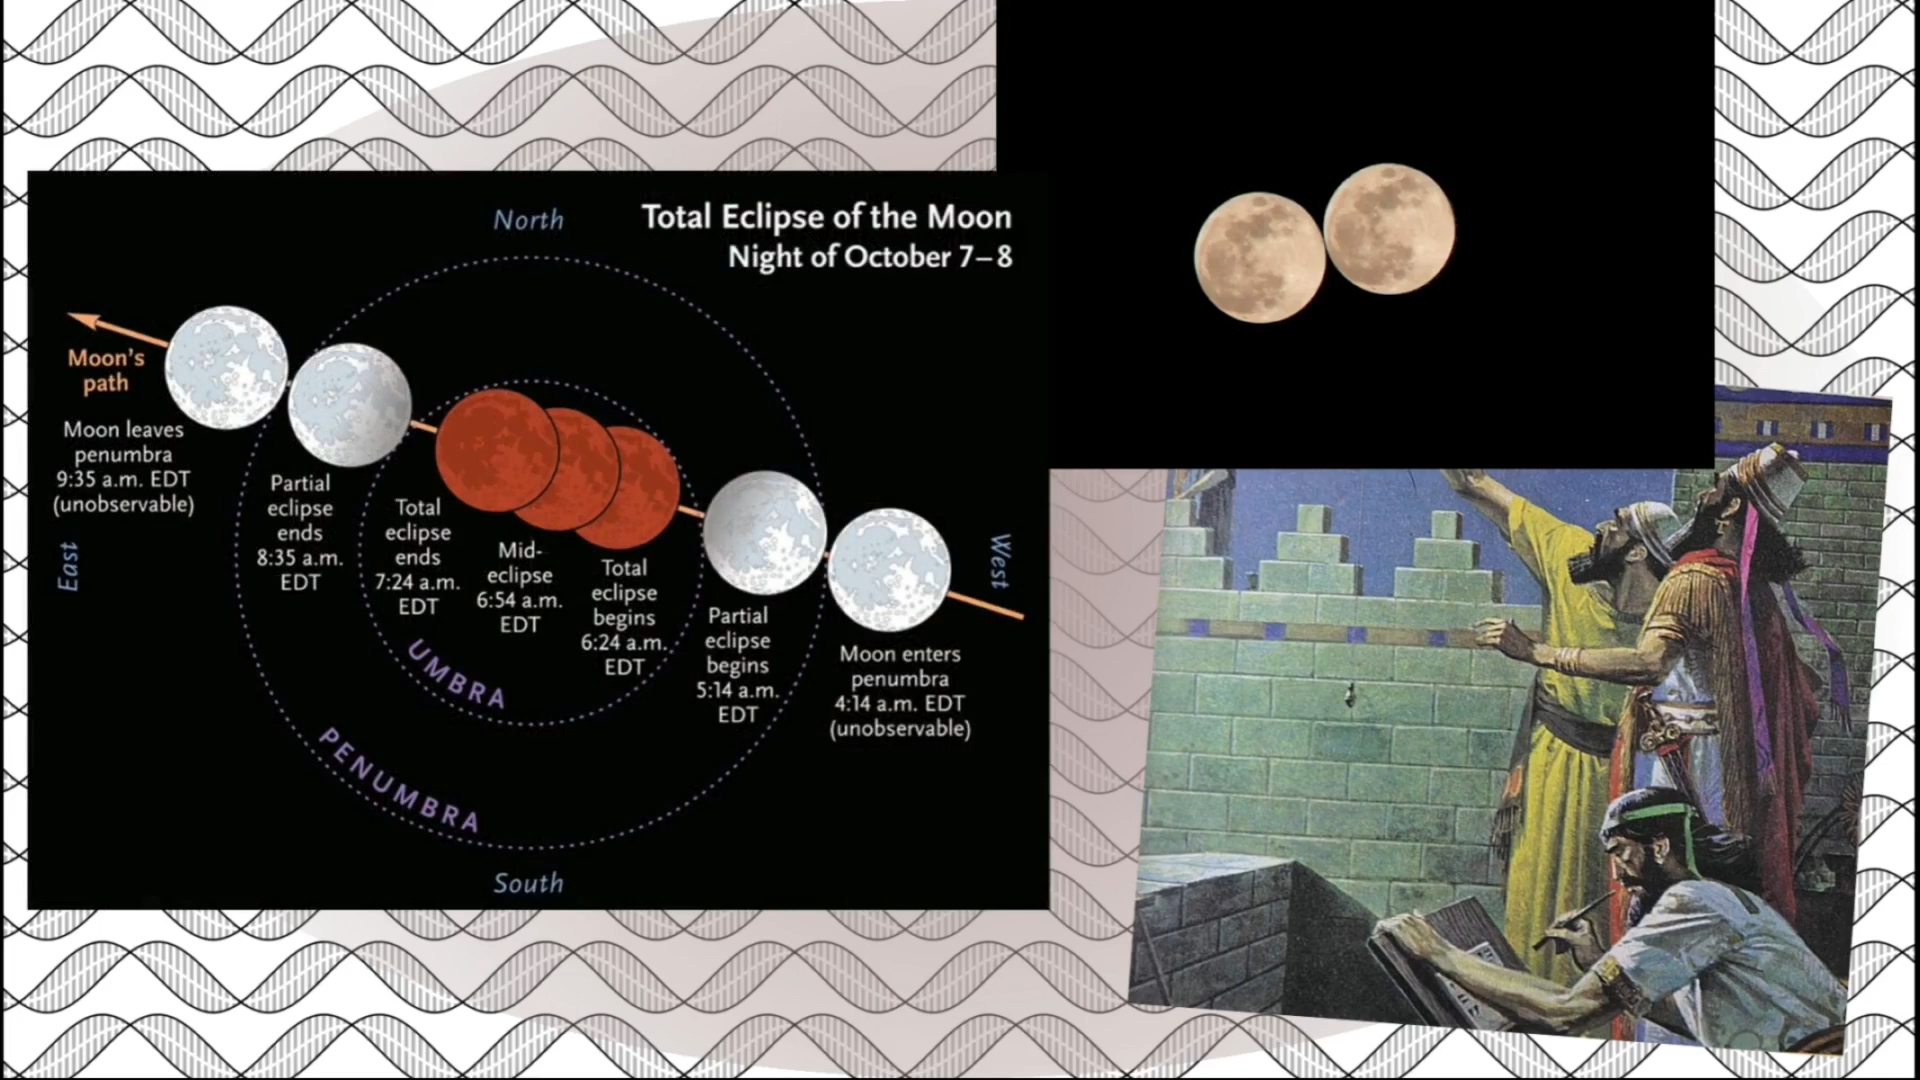 North
Total Eclipse of the Moon
Night of October 7–8
Moon's
path
Moon leaves
penumbra
9:35 a.m. EDT
(unobservable)
East
Partial
eclipse
ends
8:35 a.m.
EDT
Total
eclipse
ends
7:24 a.m.
EDT
Mid-
eclipse
6:54 a.m.
EDT
Total
eclipse
begins
6:24 a.m.
EDT
Partial
eclipse
begins
5:14 a.m.
EDT
Moon enters
penumbra
4:14 a.m. EDT
(unobservable)
West
UMBRA
PENUMBRA
South